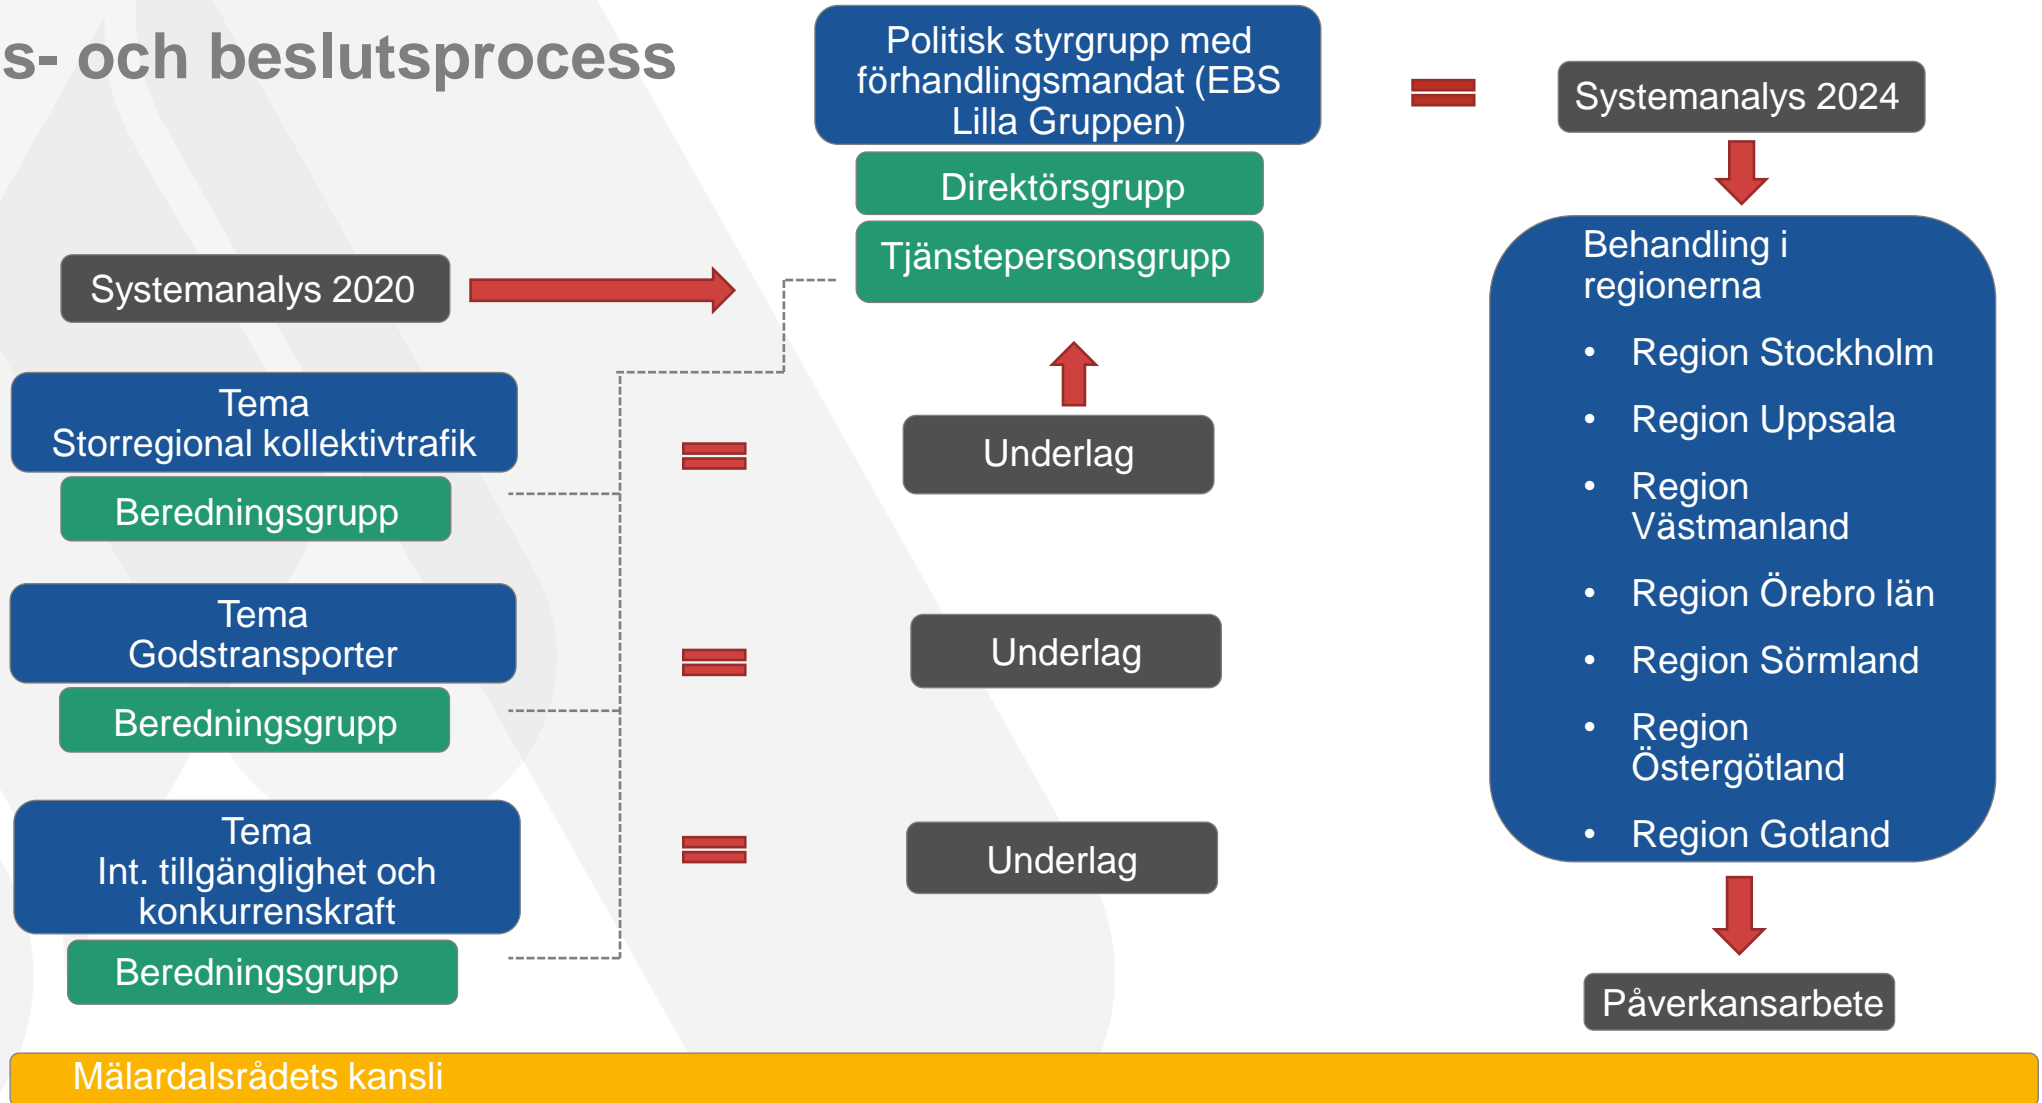 s- och beslutsprocess
Politisk styrgrupp med
förhandlingsmandat (EBS
Lilla Gruppen)
Direktörsgrupp
Tjänstepersonsgrupp
Systemanalys 2020
Tema
Storregional kollektivtrafik
Beredningsgrupp
Underlag
Tema
Godstransporter
Beredningsgrupp
Underlag
Tema
Int. tillgänglighet och
konkurrenskraft
Beredningsgrupp
Underlag
Systemanalys 2024
Behandling i
regionerna
• Region Stockholm
• Region Uppsala
• Region
Västmanland
• Region Örebro län
• Region Sörmland
• Region
Östergötland
• Region Gotland
Påverkansarbete
Mälardalsrådets kansli